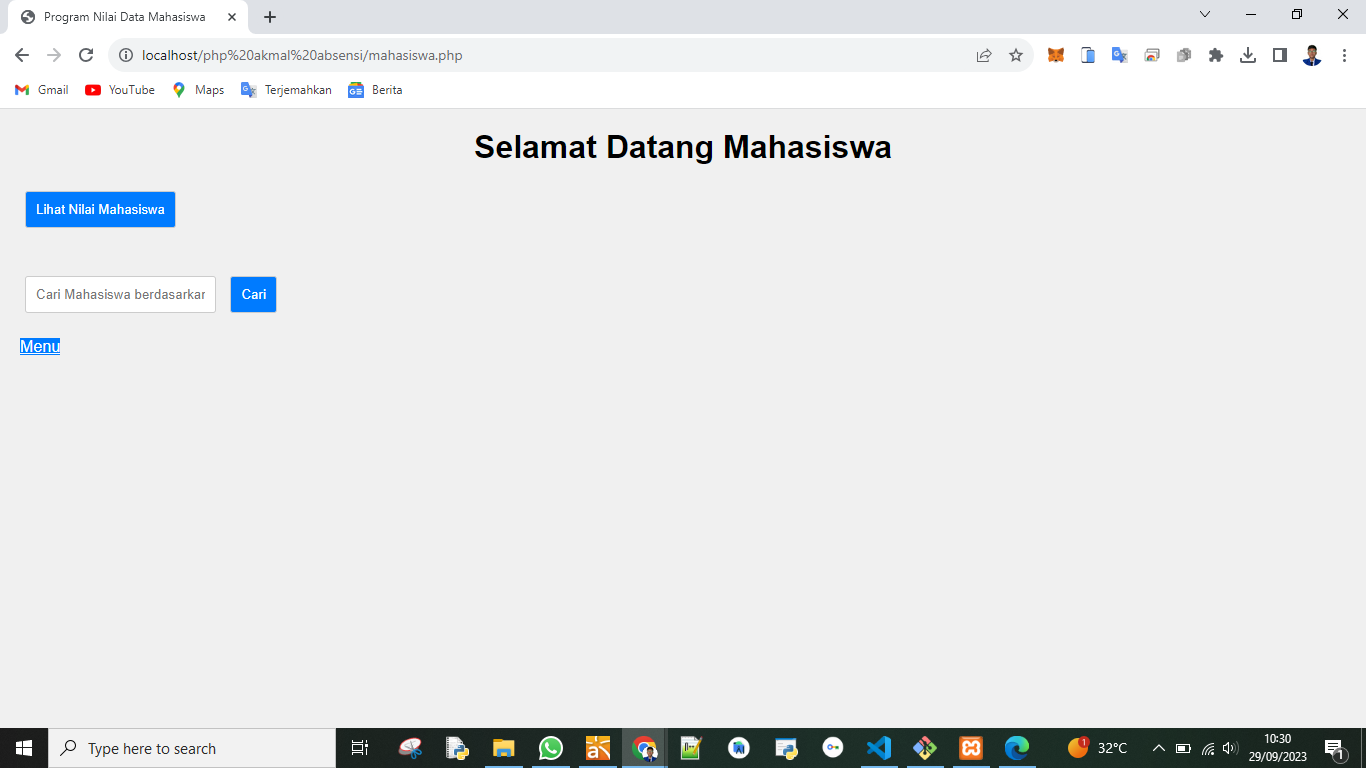 Program Nilai Data Mahasiswa
localhost/php%20akmal%20absensi/mahasiswa.php
Gmail YouTube Maps Terjemahkan Berita
Selamat Datang Mahasiswa
Lihat Nilai Mahasiswa
Cari Mahasiswa berdasarkan Cari
Menu
Type here to search
1 32°C
10:30
29/09/2023
1